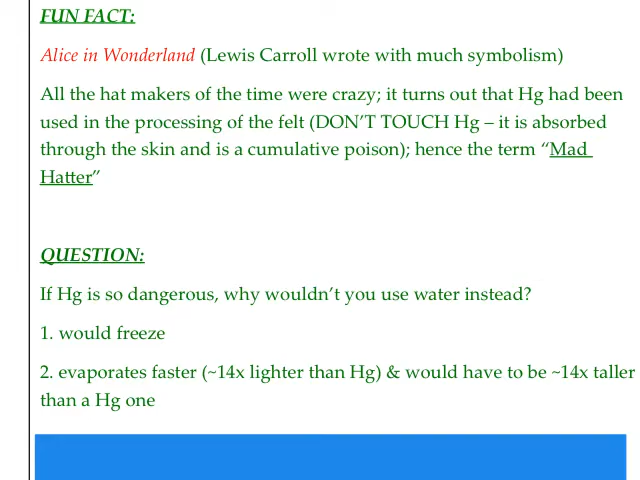 FUN FACT:
Alice in Wonderland (Lewis Carroll wrote with much symbolism)
All the hat makers of the time were crazy; it turns out that Hg had been
used in the processing of the felt (DON’T TOUCH Hg – it is absorbed
through the skin and is a cumulative poison); hence the term “Mad
Hatter”
QUESTION:
If Hg is so dangerous, why wouldn’t you use water instead?
1. would freeze
2. evaporates faster (~14x lighter than Hg) & would have to be ~14x taller
than a Hg one